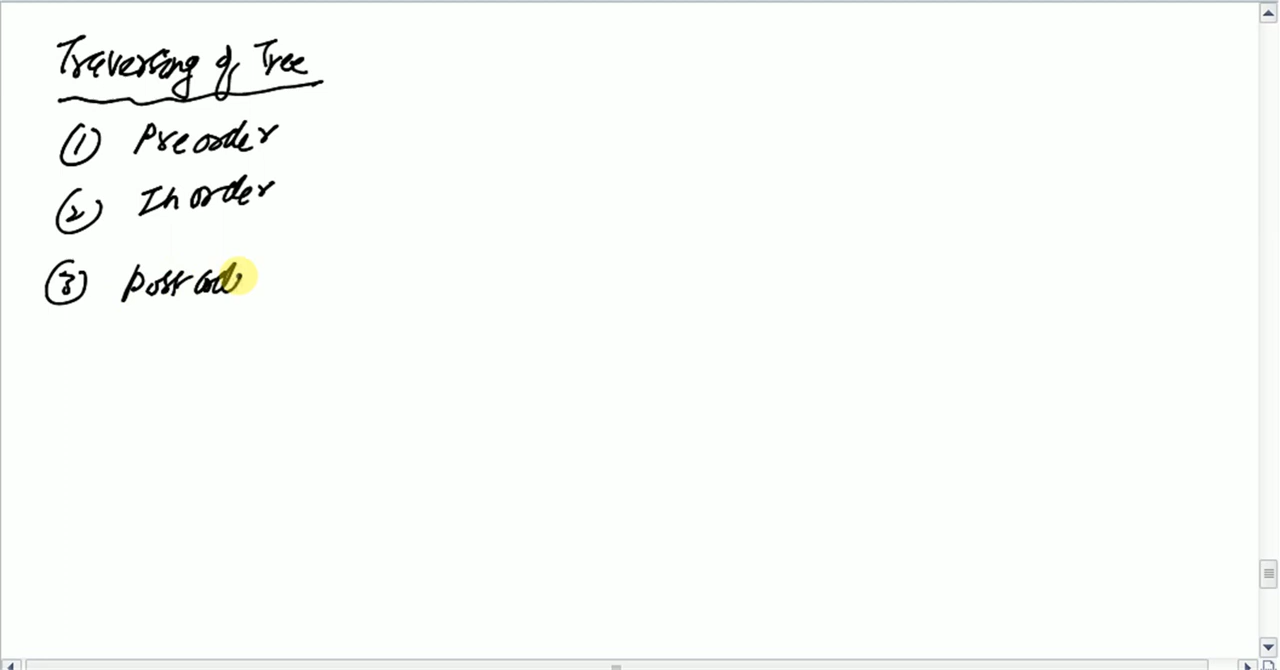 Traversing of Tree
① Preorder
② Inorder
③ Postord